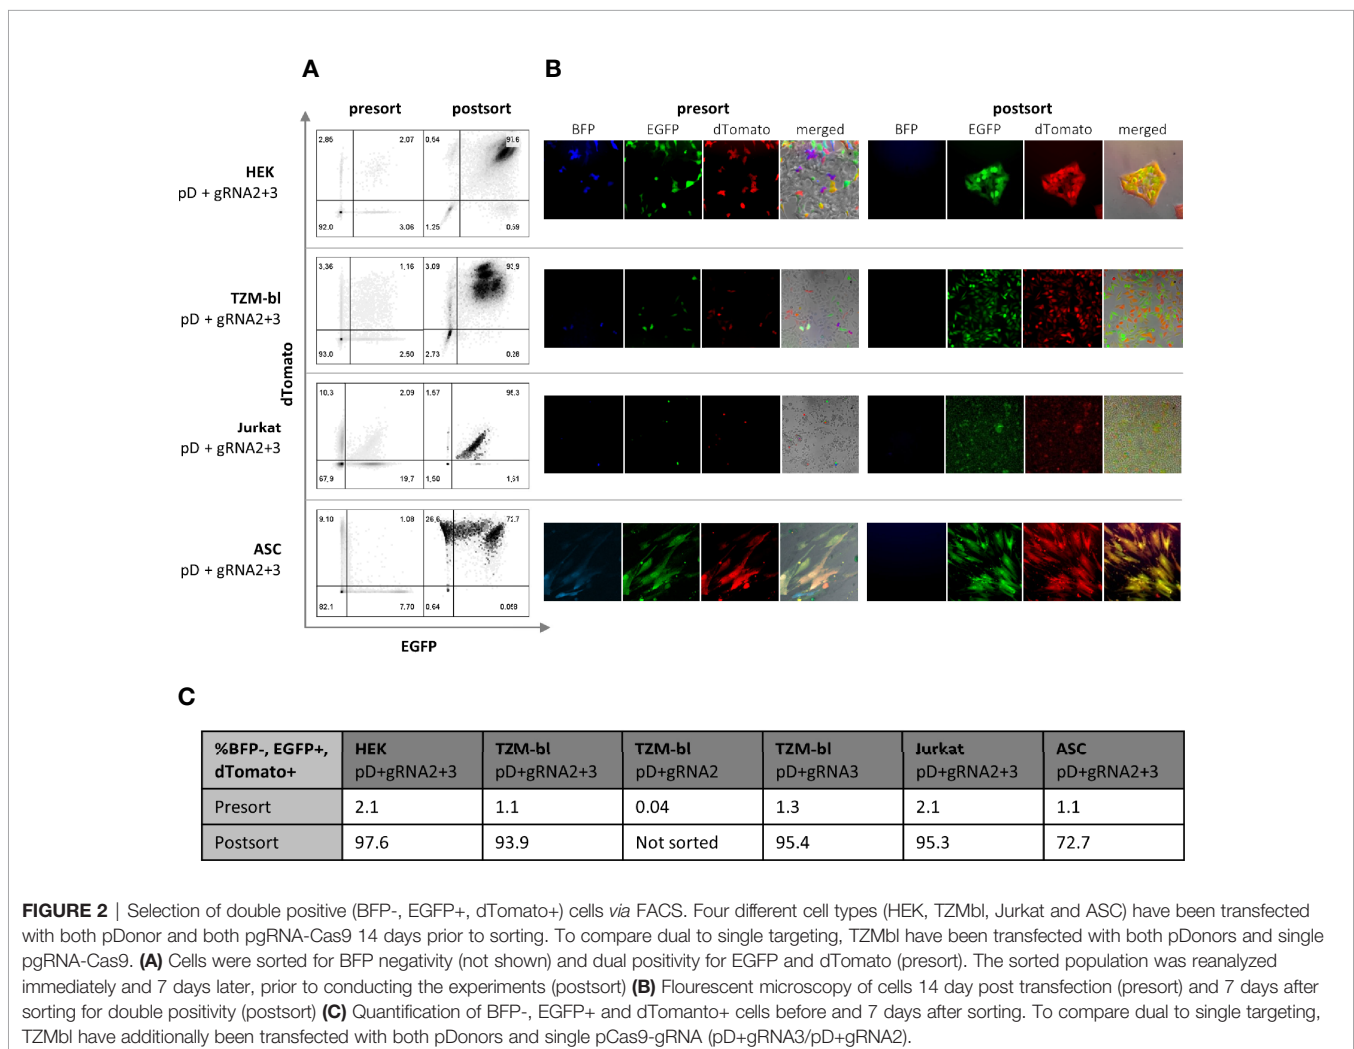 A
B
presort
postsort
presort
postsort
BFP
EGFP
dTomato
merged
BFP
EGFP
dTomato
merged
HEK
pD + gRNA2+3
2,86
2,07
0,54
92,0
3,06
1,25
0,59
TZM-bl
pD + gRNA2+3
3,36
1,16
3,09
93,0
2,50
2,73
0,28
Jurkat
pD + gRNA2+3
10,3
2,09
1,57
67,9
19,7
1,50
1,61
ASC
pD + gRNA2+3
9,10
1,08
26,6
82,1
7,70
0,64
0,059
dTomato
EGFP
C
%BFP-, EGFP+, dTomato+
HEK pD+gRNA2+3
TZM-bl pD+gRNA2+3
TZM-bl pD+gRNA2
TZM-bl pD+gRNA3
Jurkat pD+gRNA2+3
ASC pD+gRNA2+3
Presort 2.1 1.1 0.04 1.3 2.1 1.1
Postsort 97.6 93.9 Not sorted 95.4 95.3 72.7
FIGURE 2 | Selection of double positive (BFP-, EGFP+, dTomato+) cells via FACS. Four different cell types (HEK, TZMbl, Jurkat and ASC) have been transfected
with both pDonor and both pgRNA-Cas9 14 days prior to sorting. To compare dual to single targeting, TZMbl have been transfected with both pDonors and single
pgRNA-Cas9. (A) Cells were sorted for BFP negativity (not shown) and dual positivity for EGFP and dTomato (presort). The sorted population was reanalyzed
immediately and 7 days later, prior to conducting the experiments (postsort) (B) Flourescent microscopy of cells 14 day post transfection (presort) and 7 days after
sorting for double positivity (postsort) (C) Quantification of BFP-, EGFP+ and dTomanto+ cells before and 7 days after sorting. To compare dual to single targeting,
TZMbl have additionally been transfected with both pDonors and single pCas9-gRNA (pD+gRNA3/pD+gRNA2).